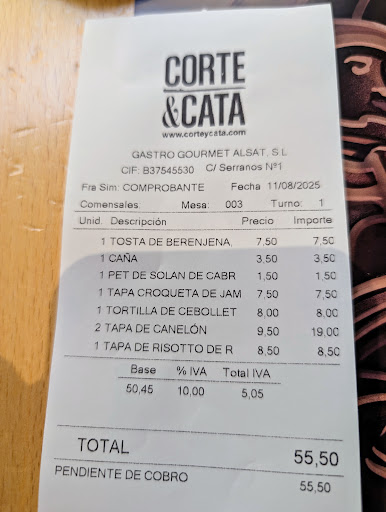 CORTE
&CATA
www.corteycata.com
GASTRO GOURMET ALSAT, S.L
CIF: B37545530 C/ Serranos Nº1
Fra Sim: COMPROBANTE Fecha 11/08/2025
Comensales: Mesa: 003 Turno: 1
Unid. Descripción Precio Importe
1 TOSTA DE BERENJENA, 7,50 7,50
1 CAÑA 3,50 3,50
1 PET DE SOLAN DE CABR 1,50 1,50
1 TAPA CROQUETA DE JAM 7,50 7,50
1 TORTILLA DE CEBOLLET 8,00 8,00
2 TAPA DE CANELÓN 9,50 19,00
1 TAPA DE RISOTTO DE R 8,50 8,50
Base % IVA Total IVA
50,45 10,00 5,05
TOTAL 55,50
PENDIENTE DE COBRO 55,50